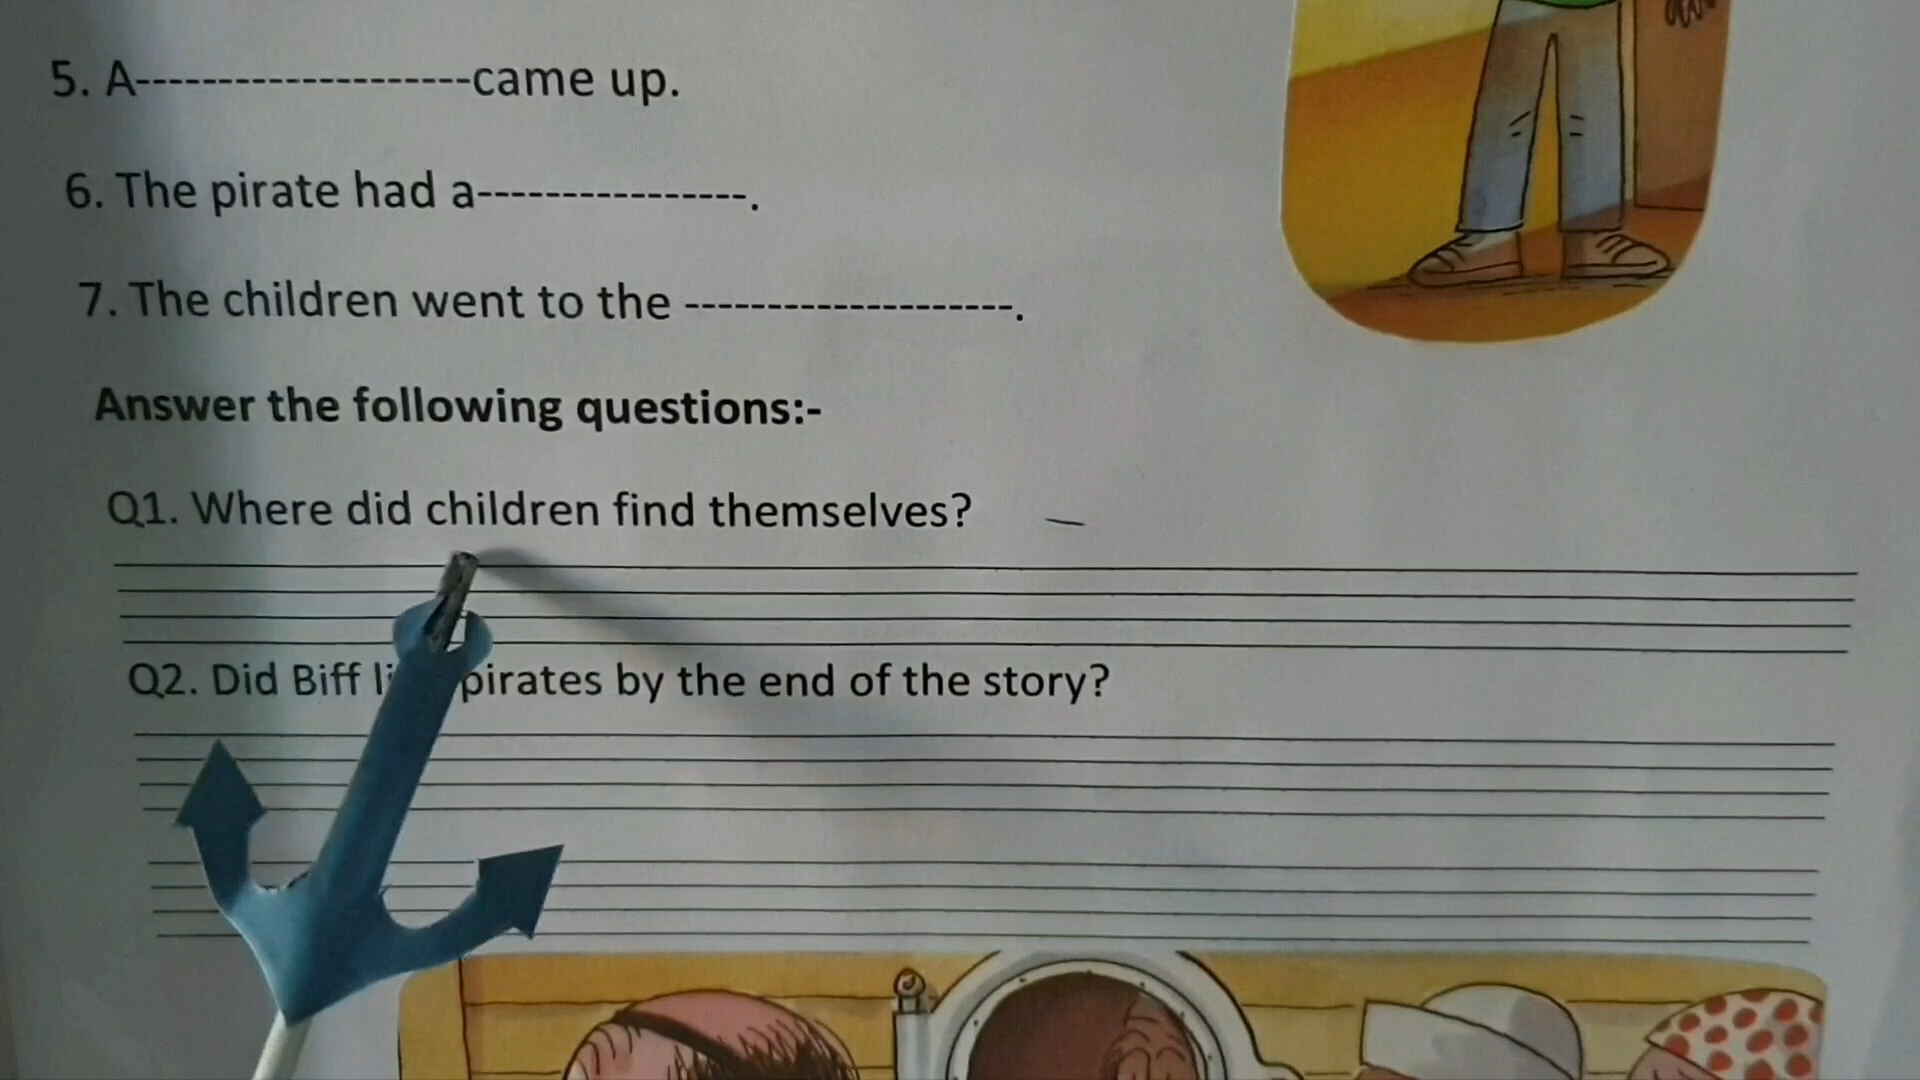 5. A--------------------came up.
6. The pirate had a----------------.
7. The children went to the --------------------.
Answer the following questions:-
Q1. Where did children find themselves?
Q2. Did Biff pirates by the end of the story?